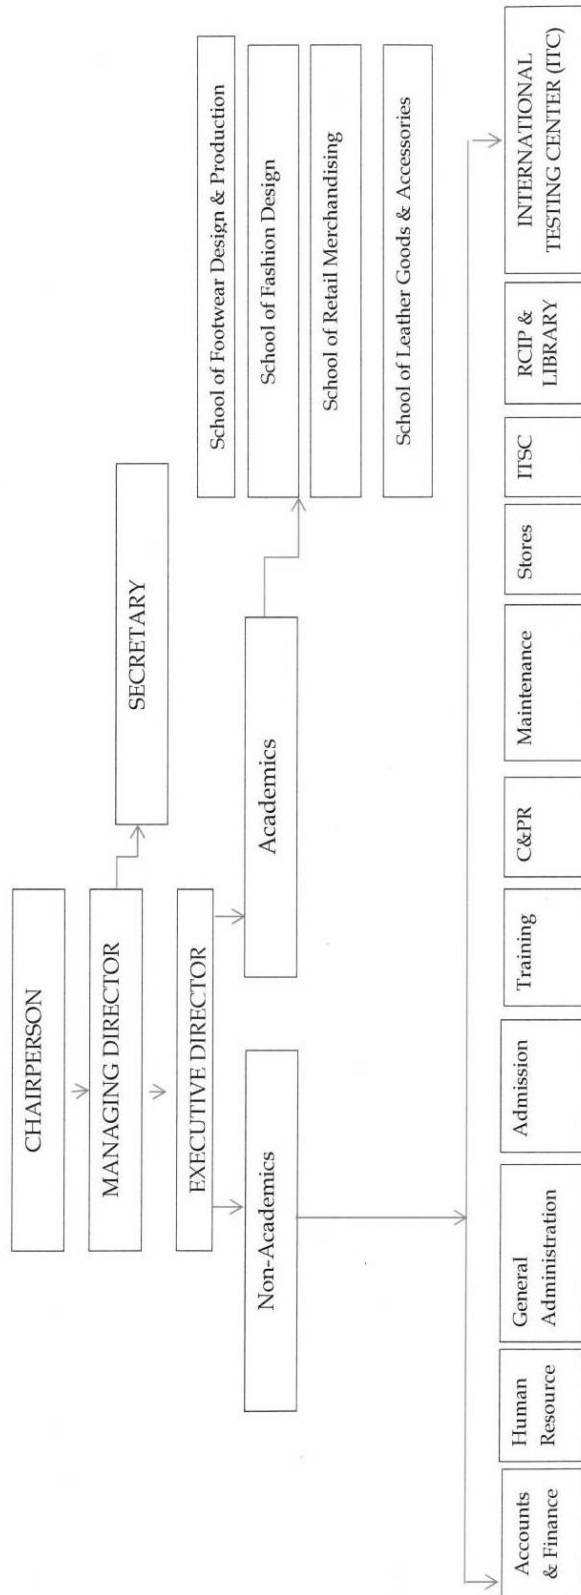 CHAIRPERSON
MANAGING DIRECTOR
SECRETARY
EXECUTIVE DIRECTOR
Non-Academics
Academics
School of Footwear Design & Production
School of Fashion Design
School of Retail Merchandising
School of Leather Goods & Accessories
Accounts
& Finance
Human
Resource
General
Administration
Admission
Training
C&PR
Maintenance
Stores
ITSC
RCIP &
LIBRARY
INTERNATIONAL
TESTING CENTER (ITC)